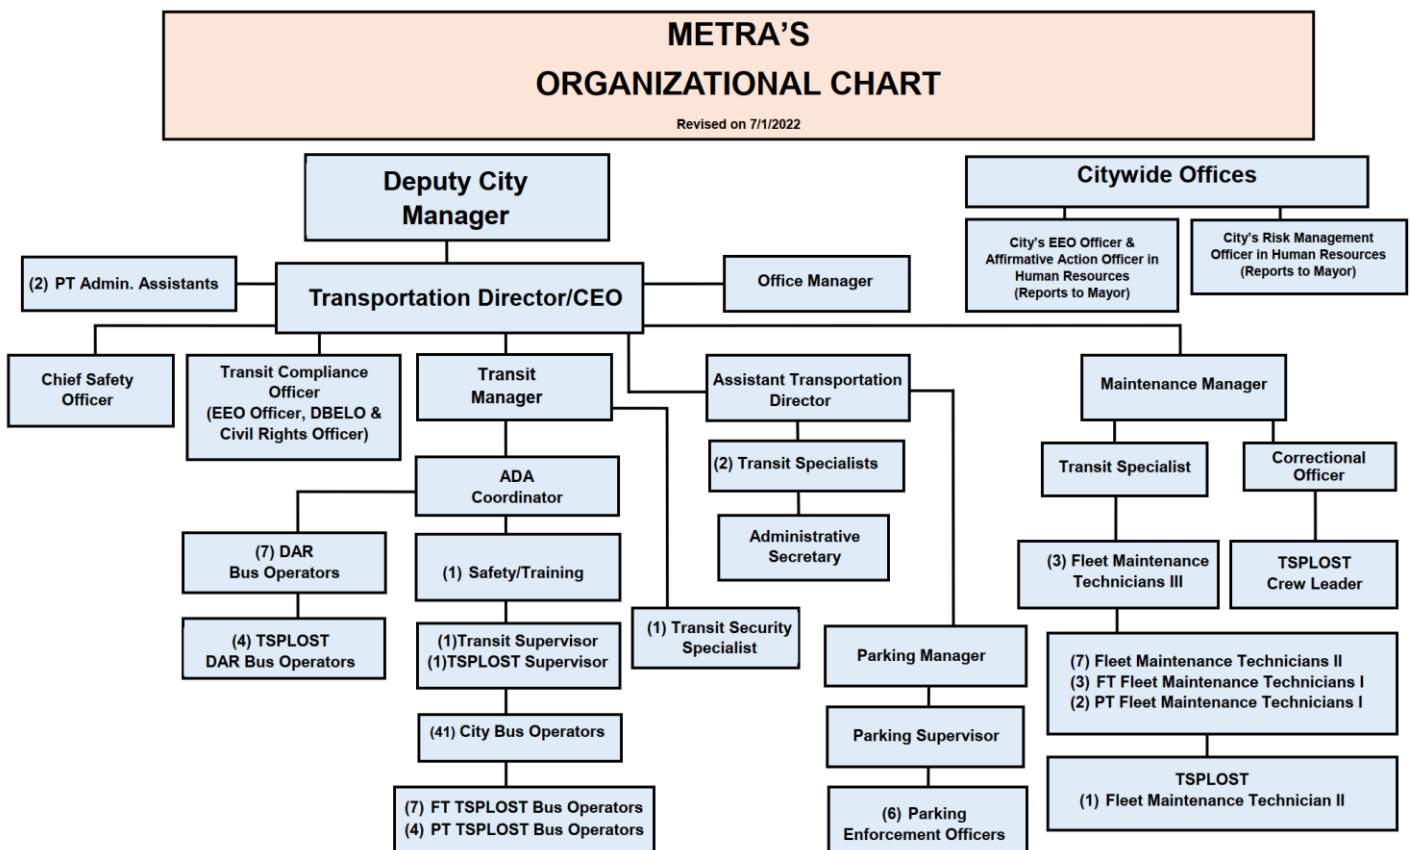 METRA'S
ORGANIZATIONAL CHART
Revised on 7/1/2022
Deputy City
Manager
Citywide Offices
City's EEO Officer &
Affirmative Action Officer in
Human Resources
(Reports to Mayor)
City's Risk Management
Officer in Human Resources
(Reports to Mayor)
(2) PT Admin. Assistants
Transportation Director/CEO
Office Manager
Chief Safety
Officer
Transit Compliance
Officer
(EEO Officer, DBELO &
Civil Rights Officer)
Transit
Manager
Assistant Transportation
Director
Maintenance Manager
ADA
Coordinator
(2) Transit Specialists
Transit Specialist
Correctional
Officer
(7) DAR
Bus Operators
(1) Safety/Training
Administrative
Secretary
(3) Fleet Maintenance
Technicians III
TSPLOST
Crew Leader
(4) TSPLOST
DAR Bus Operators
(1)Transit Supervisor
(1)TSPLOST Supervisor
(1) Transit Security
Specialist
Parking Manager
(7) Fleet Maintenance Technicians II
(3) FT Fleet Maintenance Technicians I
(2) PT Fleet Maintenance Technicians I
(41) City Bus Operators
Parking Supervisor
TSPLOST
(1) Fleet Maintenance Technician II
(7) FT TSPLOST Bus Operators
(4) PT TSPLOST Bus Operators
(6) Parking
Enforcement Officers